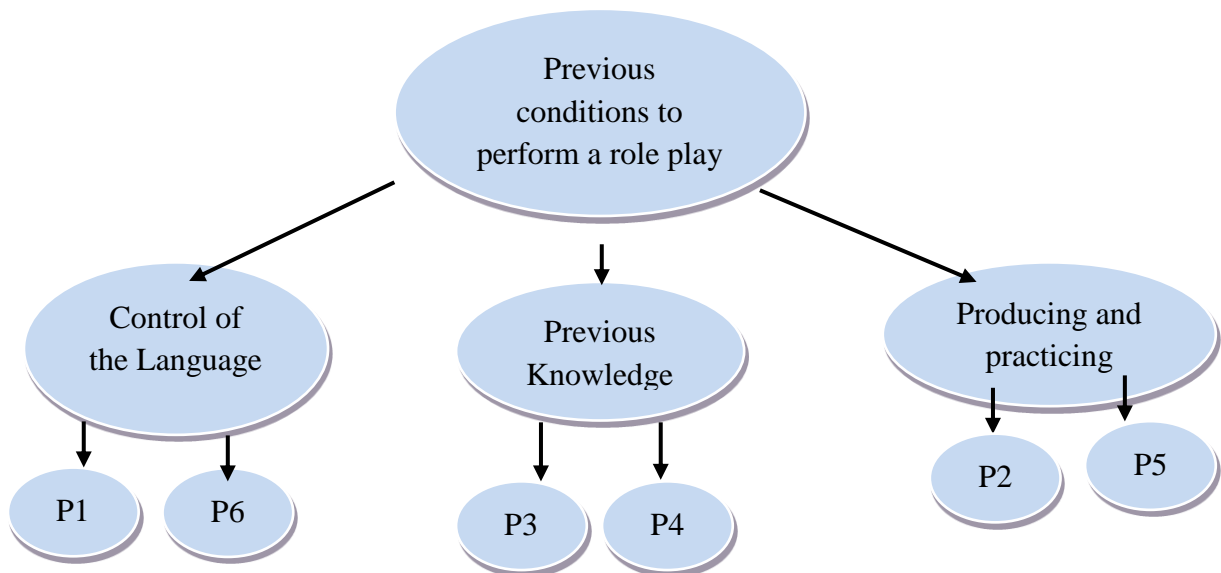 Previous
conditions to
perform a role play
Control of
the Language
Previous
Knowledge
Producing and
practicing
P1
P6
P3
P4
P2
P5